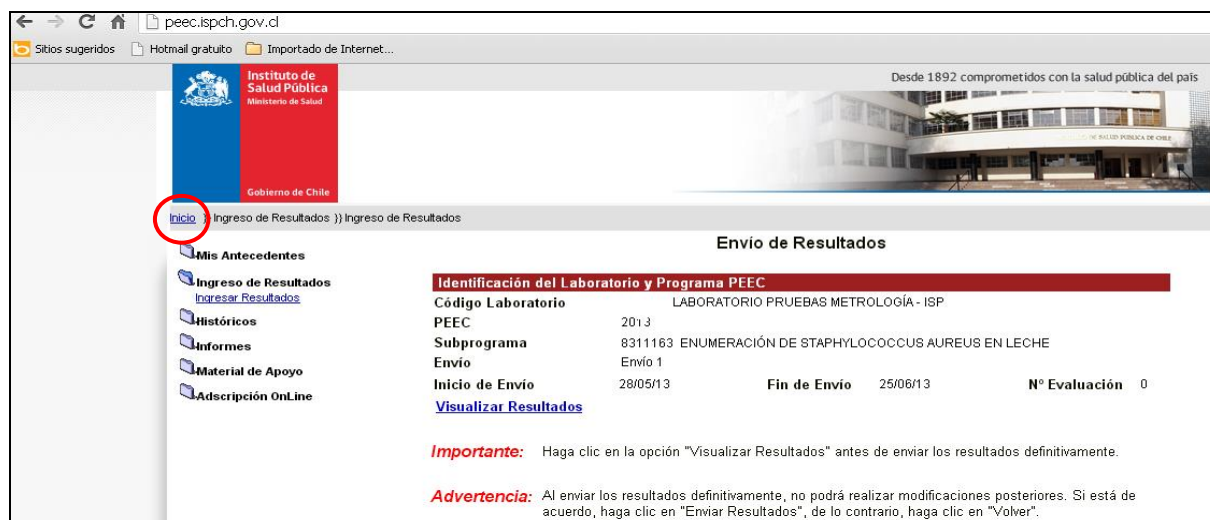 peec.ispch.gov.cl
Sitios sugeridos Hotmail gratuito Importado de Internet...
Instituto de
Salud Pública
Ministerio de Salud
Gobierno de Chile
Desde 1892 comprometidos con la salud pública del país
DE SALUD PUBLICA DE CHILE
Inicio }} Ingreso de Resultados }} Ingreso de Resultados
Mis Antecedentes
Ingreso de Resultados
Ingresar Resultados
Históricos
Informes
Material de Apoyo
Adscripción OnLine
Envío de Resultados
Identificación del Laboratorio y Programa PEEC
Código Laboratorio LABORATORIO PRUEBAS METROLOGÍA - ISP
PEEC 2013
Subprograma 8311163 ENUMERACIÓN DE STAPHYLOCOCCUS AUREUS EN LECHE
Envío Envío 1
Inicio de Envío 28/05/13 Fin de Envío 25/06/13 Nº Evaluación 0
Visualizar Resultados
Importante: Haga clic en la opción "Visualizar Resultados" antes de enviar los resultados definitivamente.
Advertencia: Al enviar los resultados definitivamente, no podrá realizar modificaciones posteriores. Si está de
acuerdo, haga clic en "Enviar Resultados", de lo contrario, haga clic en "Volver".